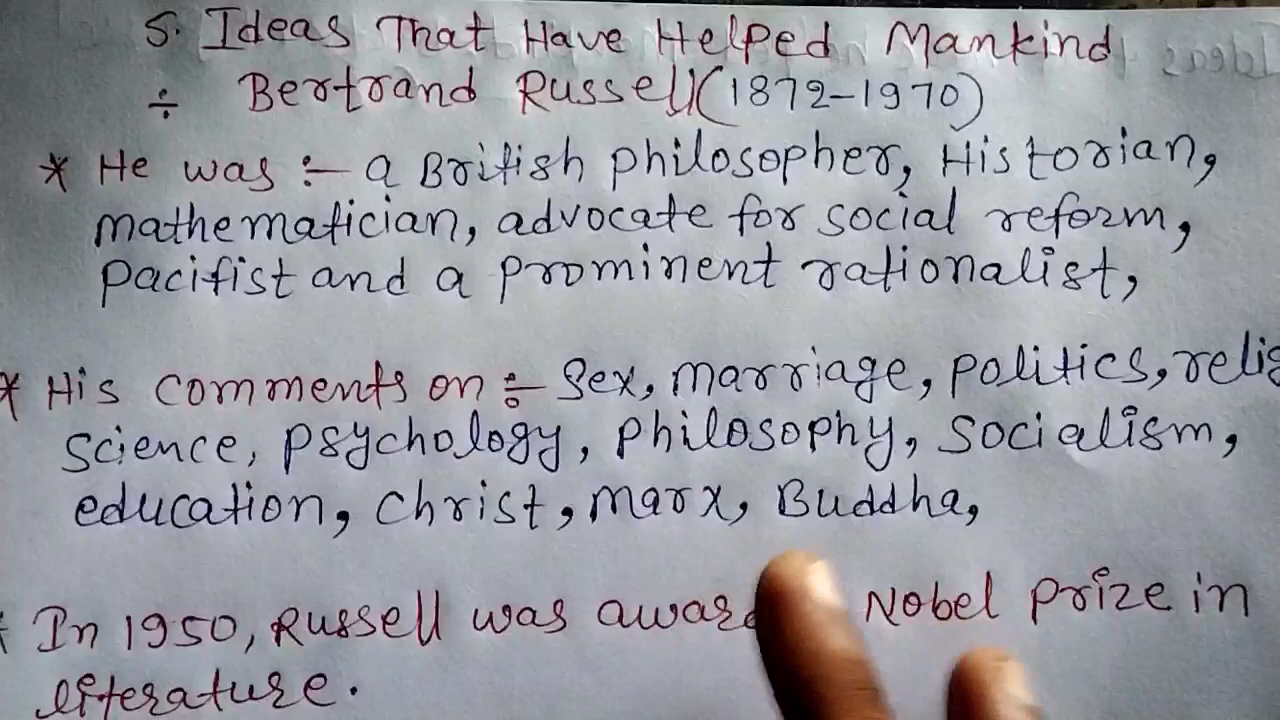 5. Ideas That Have Helped Mankind
÷ Bertrand Russell (1872-1970)
* He was :- a British philosopher, Historian,
mathematician, advocate for social reform,
pacifist and a prominent rationalist,
* His comments on ÷ Sex, marriage, politics,
science, psychology, philosophy, socialism,
education, christ, marx, Buddha,
In 1950, Russell was Nobel prize in
literature.